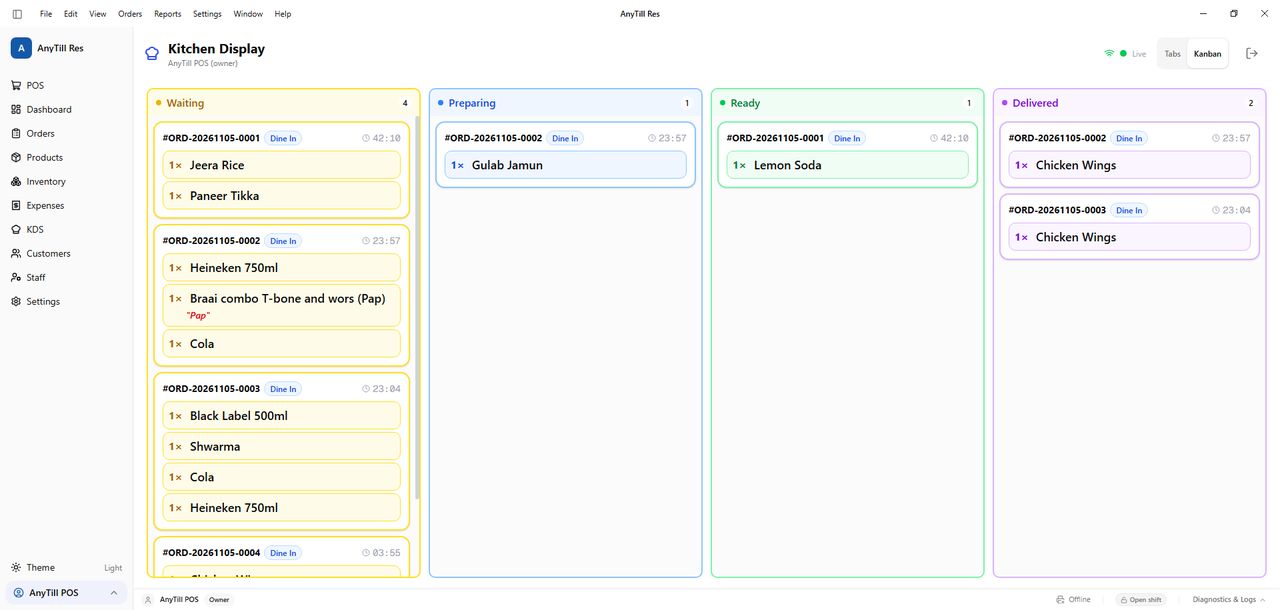 File Edit View Orders Reports Settings Window Help
AnyTill Res
A AnyTill Res
POS
Dashboard
Orders
Products
Inventory
Expenses
KDS
Customers
Staff
Settings
Theme Light
AnyTill POS
Kitchen Display
AnyTill POS (owner)
Live
Tabs Kanban
Waiting 4
#ORD-20261105-0001 Dine In 42:10
1× Jeera Rice
1× Paneer Tikka
#ORD-20261105-0002 Dine In 23:57
1× Heineken 750ml
1× Braai combo T-bone and wors (Pap)
"Pap"
1× Cola
#ORD-20261105-0003 Dine In 23:04
1× Black Label 500ml
1× Shwarma
1× Cola
1× Heineken 750ml
#ORD-20261105-0004 Dine In 03:55
Preparing 1
#ORD-20261105-0002 Dine In 23:57
1× Gulab Jamun
Ready 1
#ORD-20261105-0001 Dine In 42:10
1× Lemon Soda
Delivered 2
#ORD-20261105-0002 Dine In 23:57
1× Chicken Wings
#ORD-20261105-0003 Dine In 23:04
1× Chicken Wings
AnyTill POS Owner
Offline
Open shift
Diagnostics & Logs